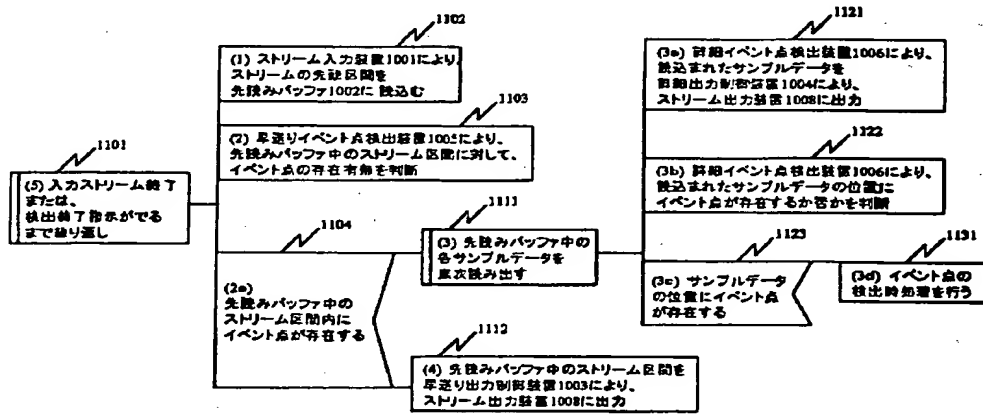 1101
(5) 入力ストリーム終了
または、
検出終了指示がでる
まで繰り返し
1102
(1) ストリーム入力装置1001により、
ストリームの先読区間を
先読みバッファ1002に読込む
1103
(2) 早送りイベント点検出装置1005により、
先読みバッファ中のストリーム区間に対して、
イベント点の存在有無を判断
1104
(2a)
先読みバッファ中の
ストリーム区間内に
イベント点が存在する
1111
(3) 先読みバッファ中の
各サンプルデータを
順次読み出す
1112
(4) 先読みバッファ中のストリーム区間を
早送り出力制御装置1003により、
ストリーム出力装置1008に出力
1121
(3a) 詳細イベント点検出装置1006により、
読込まれたサンプルデータを
詳細出力制御装置1004により、
ストリーム出力装置1008に出力
1122
(3b) 詳細イベント点検出装置1006により、
読込まれたサンプルデータの位置に
イベント点が存在するか否かを判断
1123
(3c) サンプルデータ
の位置にイベント点
が存在する
1131
(3d) イベント点の
検出時処理を行う